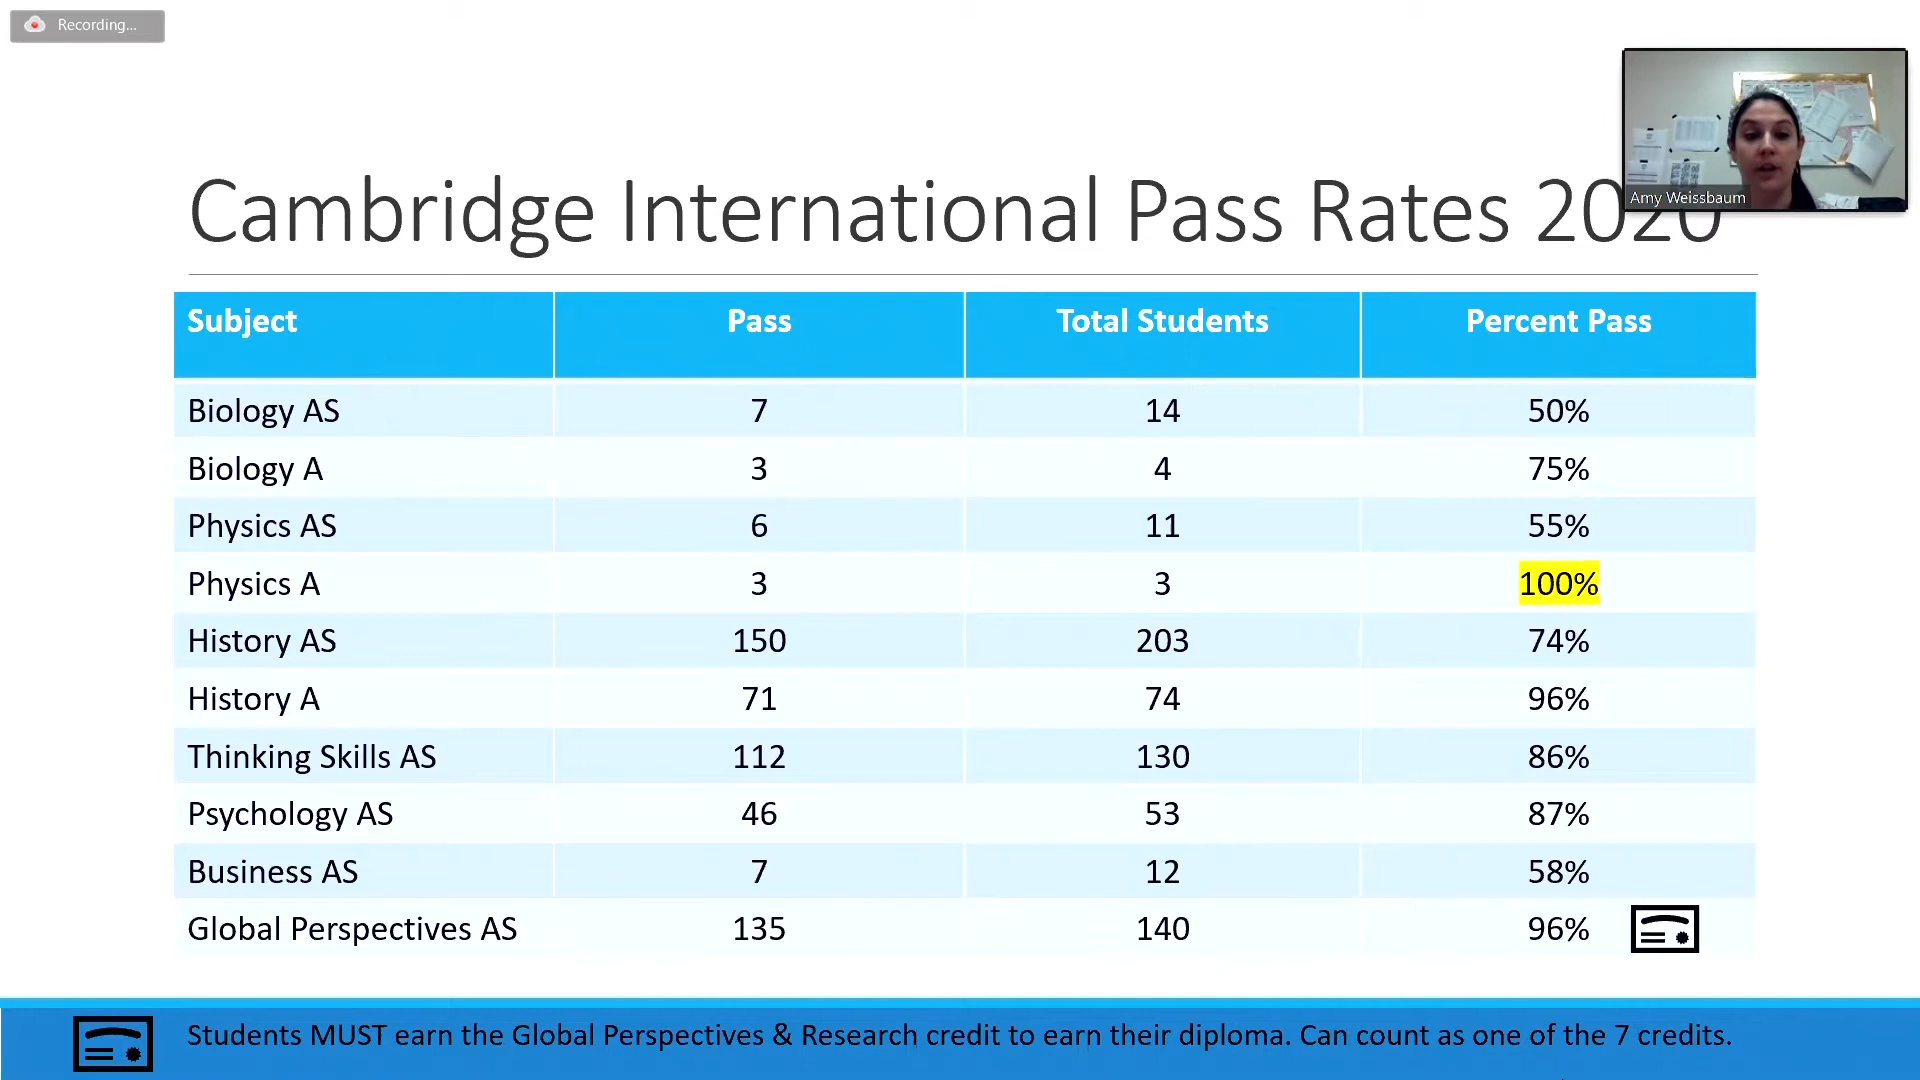 Recording...
Amy Weissbaum
Cambridge International Pass Rates 2020
Subject Pass Total Students Percent Pass
Biology AS 7 14 50%
Biology A 3 4 75%
Physics AS 6 11 55%
Physics A 3 3 100%
History AS 150 203 74%
History A 71 74 96%
Thinking Skills AS 112 130 86%
Psychology AS 46 53 87%
Business AS 7 12 58%
Global Perspectives AS 135 140 96%
Students MUST earn the Global Perspectives & Research credit to earn their diploma. Can count as one of the 7 credits.